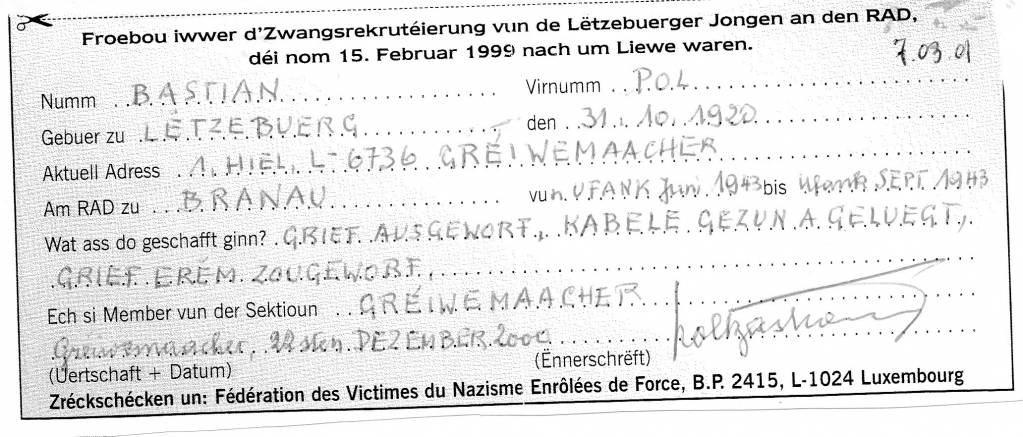 Froebou iwwer d'Zwangsrekrutéierung vun de Lëtzebuerger Jongen an den RAD,
déi nom 15. Februar 1999 nach um Liewe waren.
7.03.01
Numm BASTIAN Virnumm POL
Gebuer zu LËTZEBUERG, den 31. 10. 1920
Aktuell Adress 1, HIEL, L-6736 GRÉIWEMAACHER
Am RAD zu BRANAU vun UFANK Juni 1943 bis Ufank SEPT. 1943
Wat ass do geschafft ginn? GRIEF AUSGEWORF, KABELE GEZUN A GELUEGT,
GRIEF EREM ZOUGEWORF.
Ech si Member vun der Sektioun GRÉIWEMAACHER
Greiwemaacher, 22sten DEZEMBER 2000
(Uertschaft + Datum) (Ënnerschrëft)
Zréckschécken un: Fédération des Victimes du Nazisme Enrôlées de Force, B.P. 2415, L-1024 Luxembourg